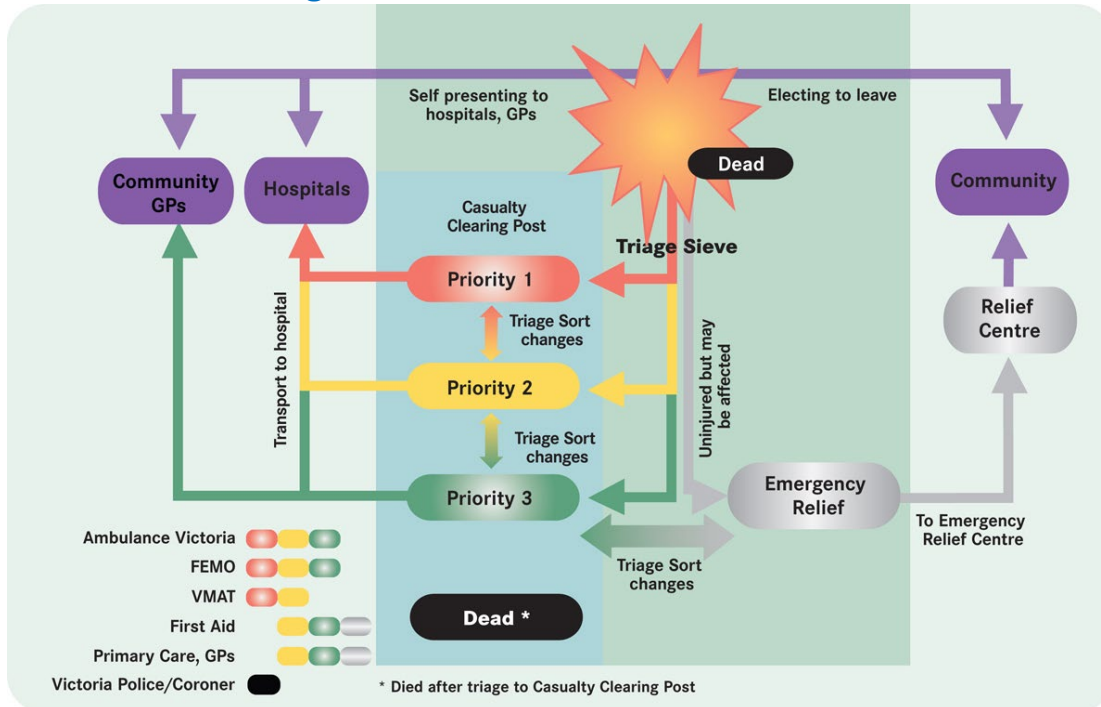 Self presenting to
hospitals, GPs
Electing to leave
Dead
Community
GPs
Hospitals
Community
Casualty
Clearing Post
Triage Sieve
Priority 1
Triage Sort
changes
Relief
Centre
Transport to hospital
Uninjured but may
be affected
Priority 2
Triage Sort
changes
Priority 3
Emergency
Relief
To Emergency
Relief Centre
Triage Sort
changes
Ambulance Victoria
FEMO
VMAT
First Aid
Primary Care, GPs
Victoria Police/Coroner
Dead *
* Died after triage to Casualty Clearing Post